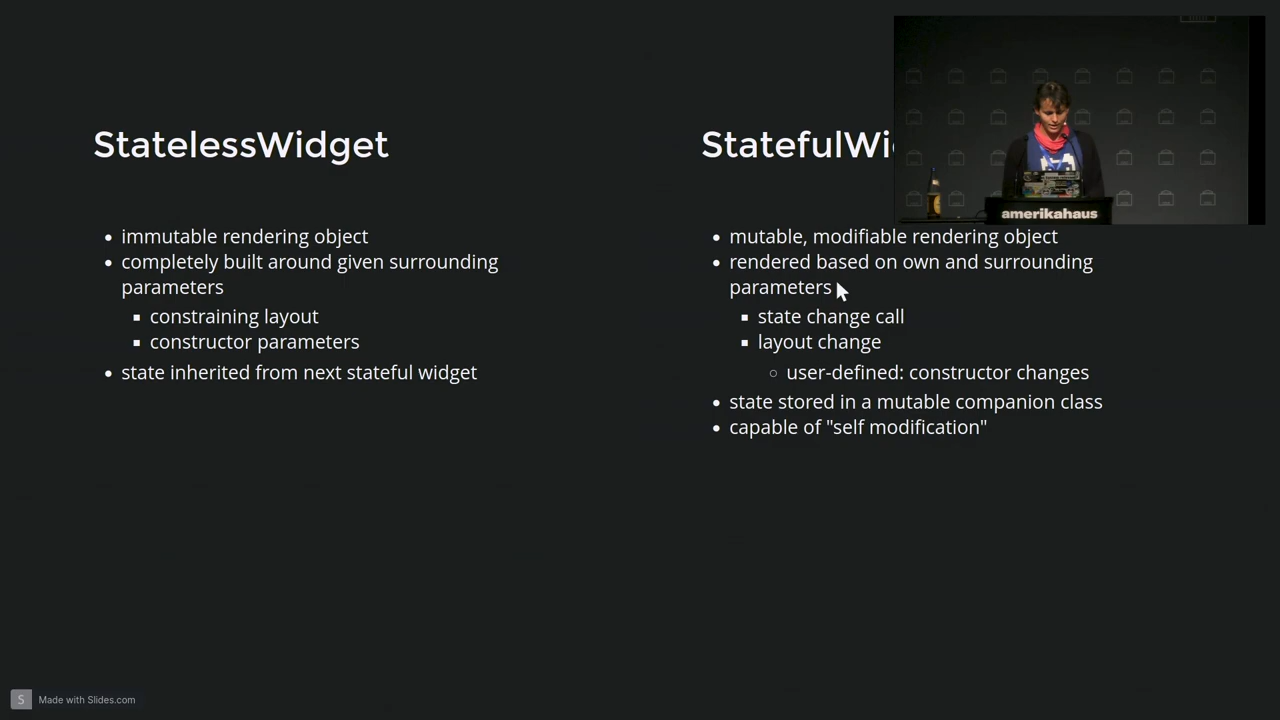 StatelessWidget
immutable rendering object
completely built around given surrounding
parameters
constraining layout
constructor parameters
state inherited from next stateful widget
amerikahaus
mutable, modifiable rendering object
rendered based on own and surrounding
parameters
state change call
layout change
user-defined: constructor changes
state stored in a mutable companion class
capable of "self modification"
S
Made with Slides.com